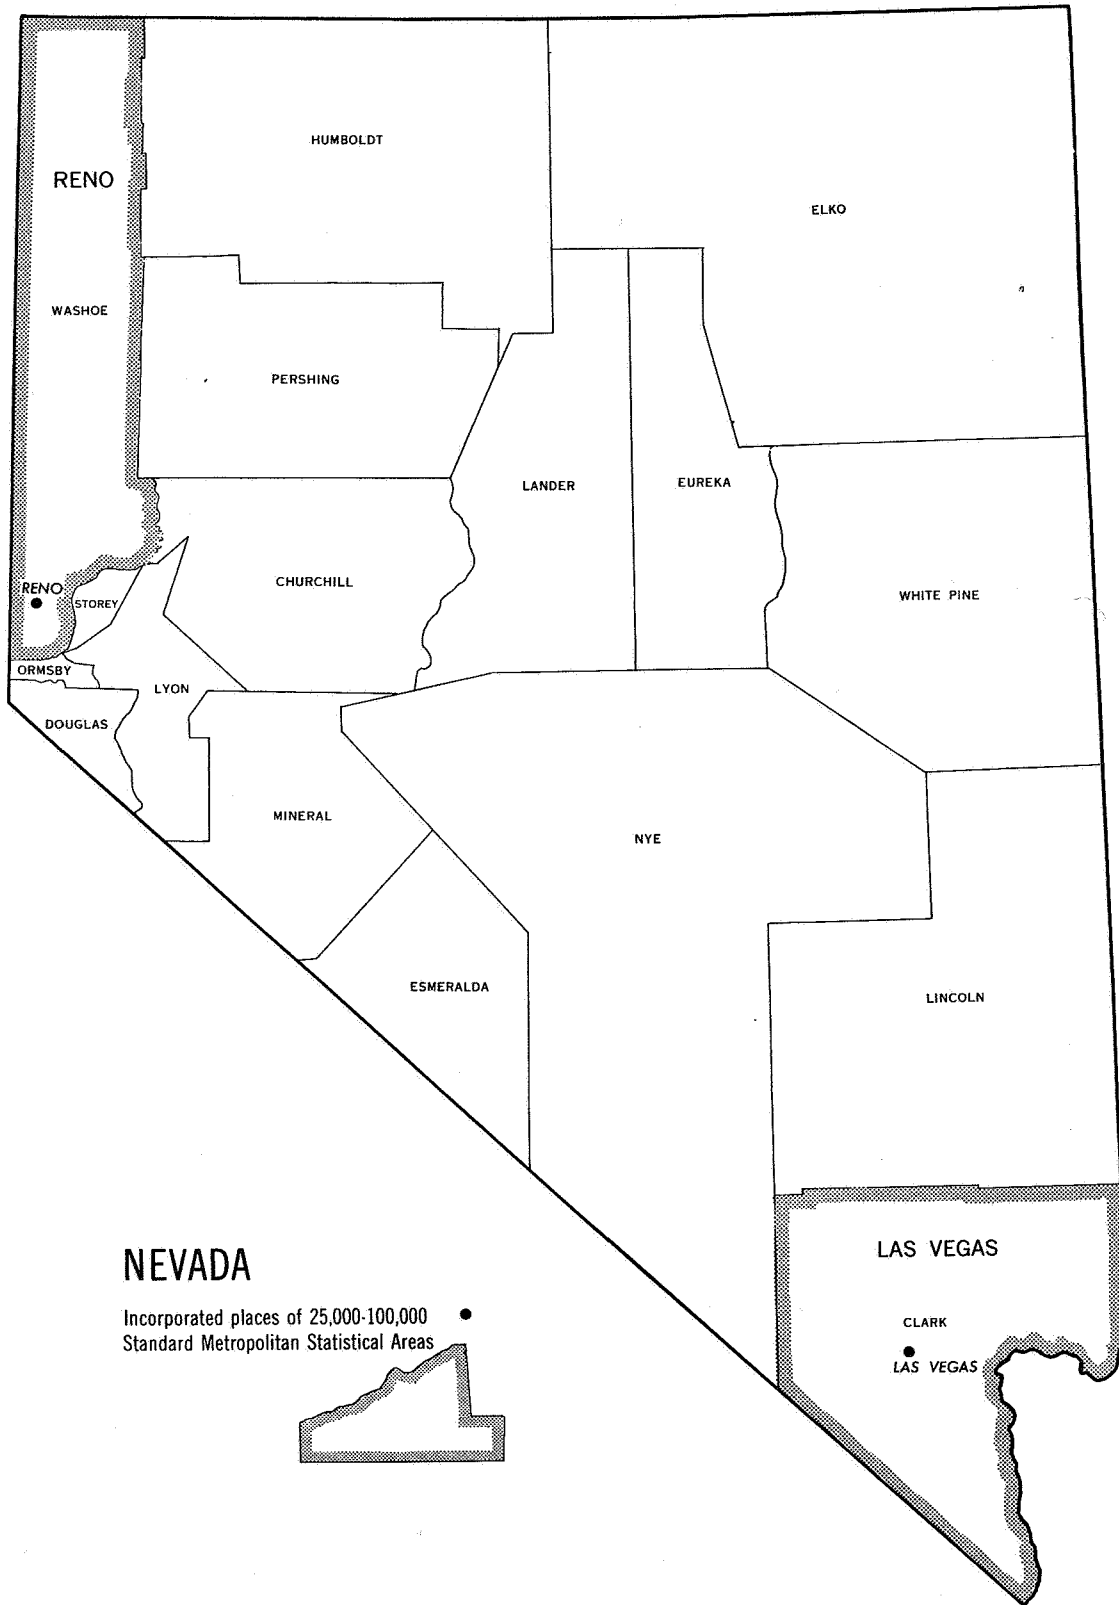 HUMBOLDT
RENO
ELKO
WASHOE
PERSHING
LANDER
EUREKA
CHURCHILL
RENO
STOREY
WHITE PINE
ORMSBY
LYON
DOUGLAS
MINERAL
NYE
ESMERALDA
LINCOLN
LAS VEGAS
CLARK
LAS VEGAS
NEVADA
Incorporated places of 25,000-100,000
Standard Metropolitan Statistical Areas